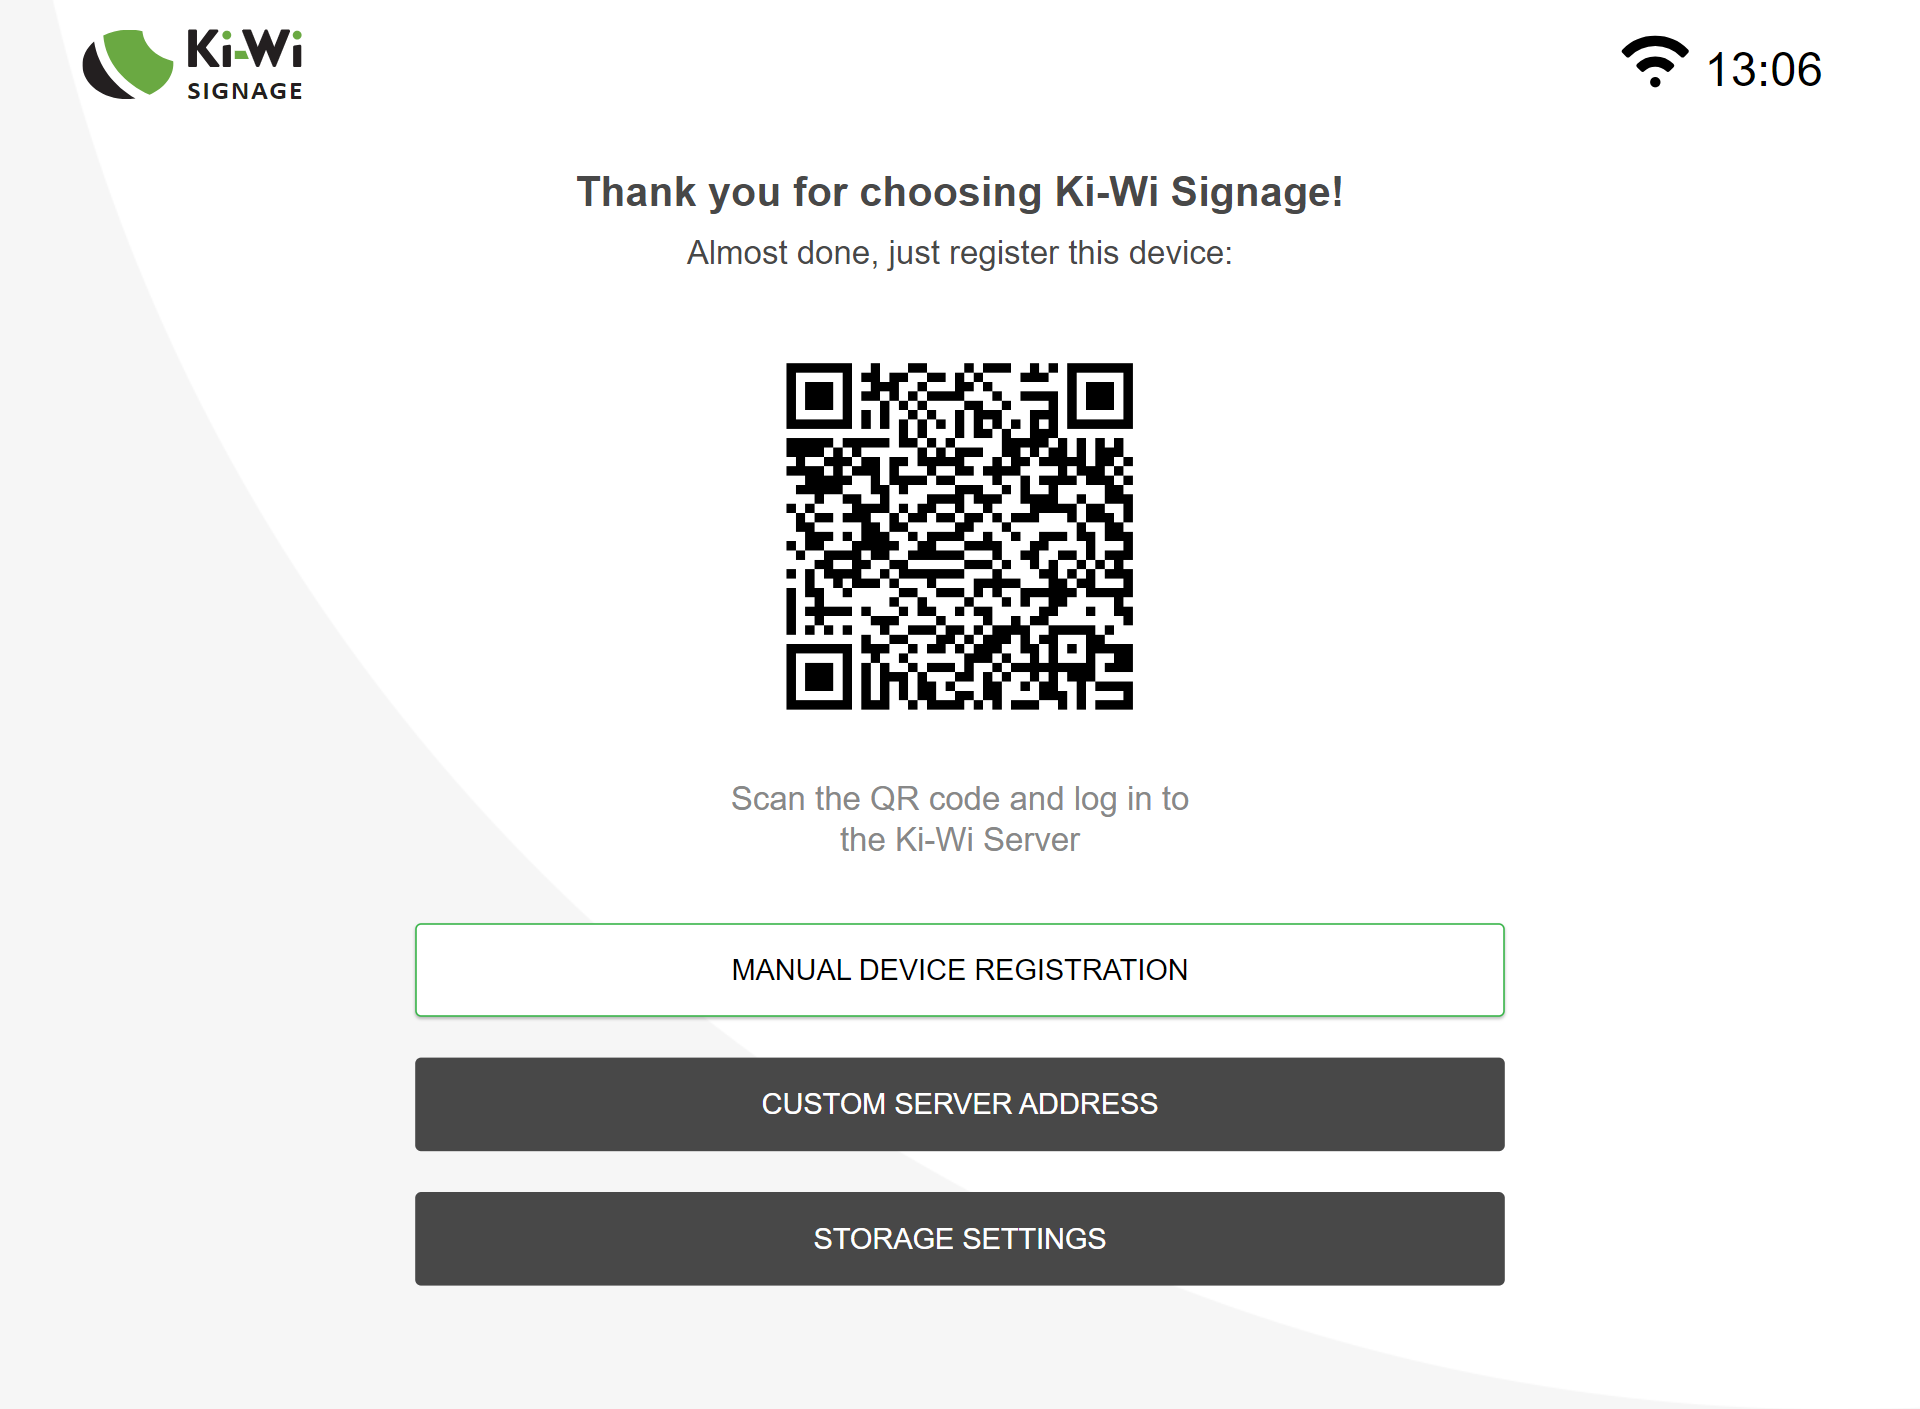 Ki-Wi
SIGNAGE
13:06
Thank you for choosing Ki-Wi Signage!
Almost done, just register this device:
Scan the QR code and log in to
the Ki-Wi Server
MANUAL DEVICE REGISTRATION
CUSTOM SERVER ADDRESS
STORAGE SETTINGS